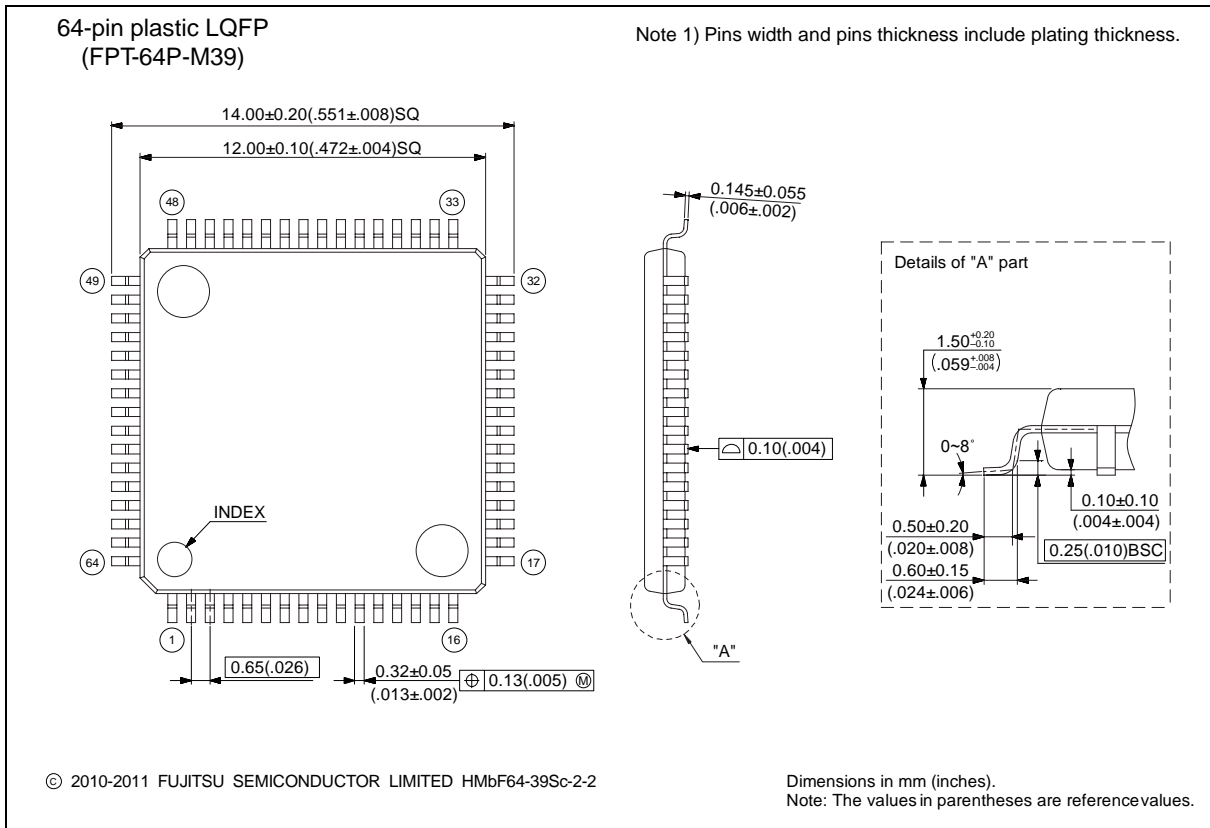 64-pin plastic LQFP
(FPT-64P-M39)
Note 1) Pins width and pins thickness include plating thickness.
14.00±0.20(.551±.008)SQ
12.00±0.10(.472±.004)SQ
48
33
49
32
INDEX
64
17
1
16
0.65(.026)
0.32±0.05
(.013±.002)
⌖ 0.13(.005) Ⓜ
0.145±0.055
(.006±.002)
⌓ 0.10(.004)
"A"
Details of "A" part
1.50 +0.20 –0.10
(.059 +.008 –.004)
0~8°
0.50±0.20
(.020±.008)
0.60±0.15
(.024±.006)
0.10±0.10
(.004±.004)
0.25(.010)BSC
© 2010-2011 FUJITSU SEMICONDUCTOR LIMITED HMbF64-39Sc-2-2
Dimensions in mm (inches).
Note: The values in parentheses are reference values.